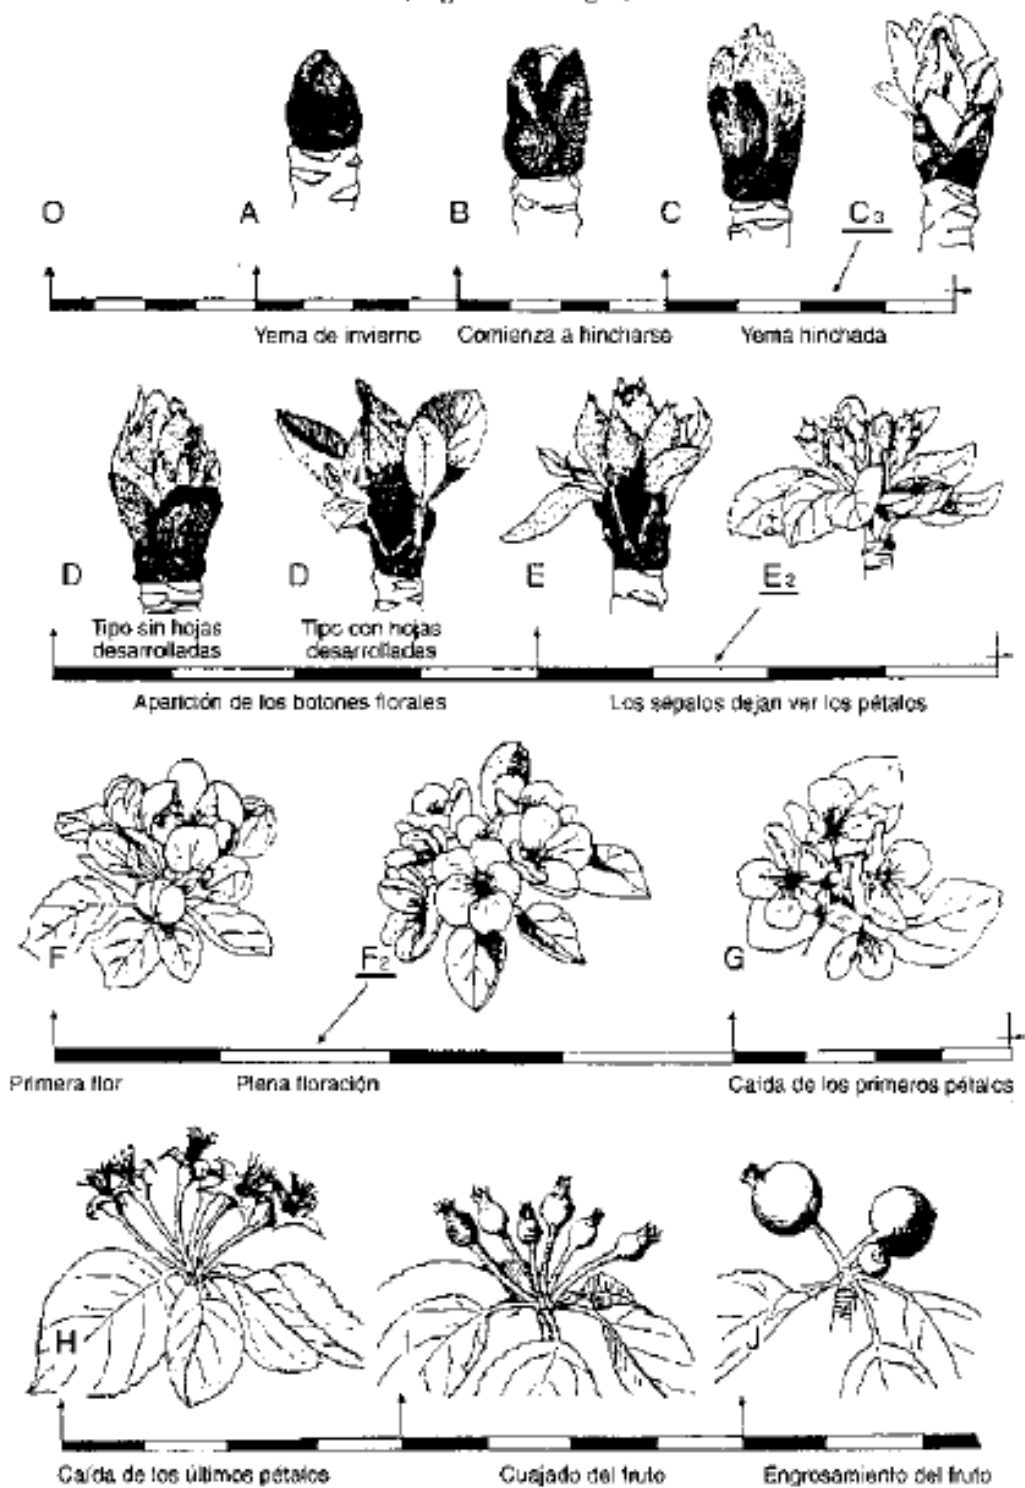 O A B C C3
Yema de invierno Comienza a hincharse Yema hinchada
D D E E2
Tipo sin hojas Tipo con hojas
desarrolladas desarrolladas
Aparición de los botones florales Los sépalos dejan ver los pétalos
F F2 G
Primera flor Plena floración Caída de los primeros pétalos
H I J
Caída de los últimos pétalos Cuajado del fruto Engrosamiento del fruto